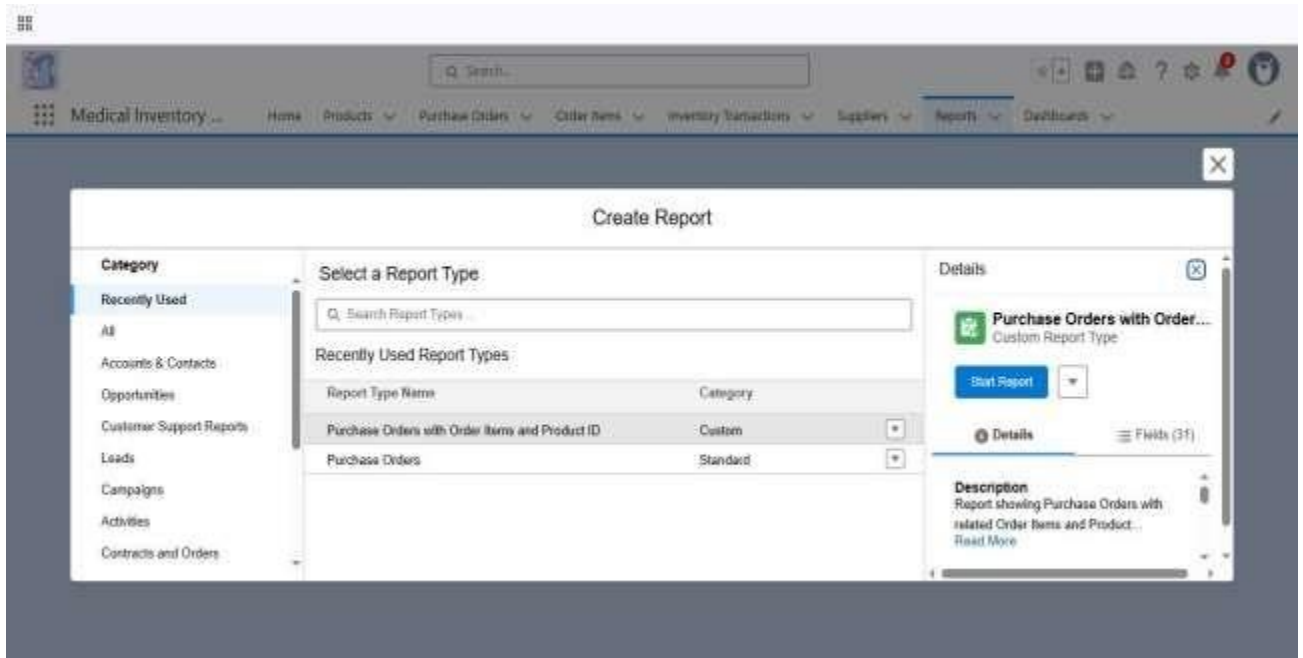 Search...
Medical Inventory ...
Home
Products
Purchase Orders
Order Items
Inventory Transactions
Suppliers
Reports
Dashboards
Create Report
Category
Recently Used
All
Accounts & Contacts
Opportunities
Customer Support Reports
Leads
Campaigns
Activities
Contracts and Orders
Select a Report Type
Search Report Types...
Recently Used Report Types
Report Type Name Category
Purchase Orders with Order Items and Product ID Custom
Purchase Orders Standard
Details
Purchase Orders with Order...
Custom Report Type
Start Report
Details Fields (31)
Description
Report showing Purchase Orders with
related Order Items and Product...
Read More